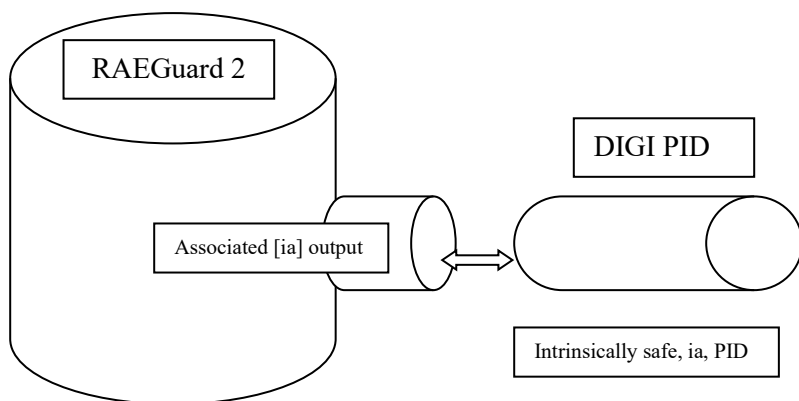 RAEGuard 2
DIGI PID
Associated [ia] output
Intrinsically safe, ia, PID